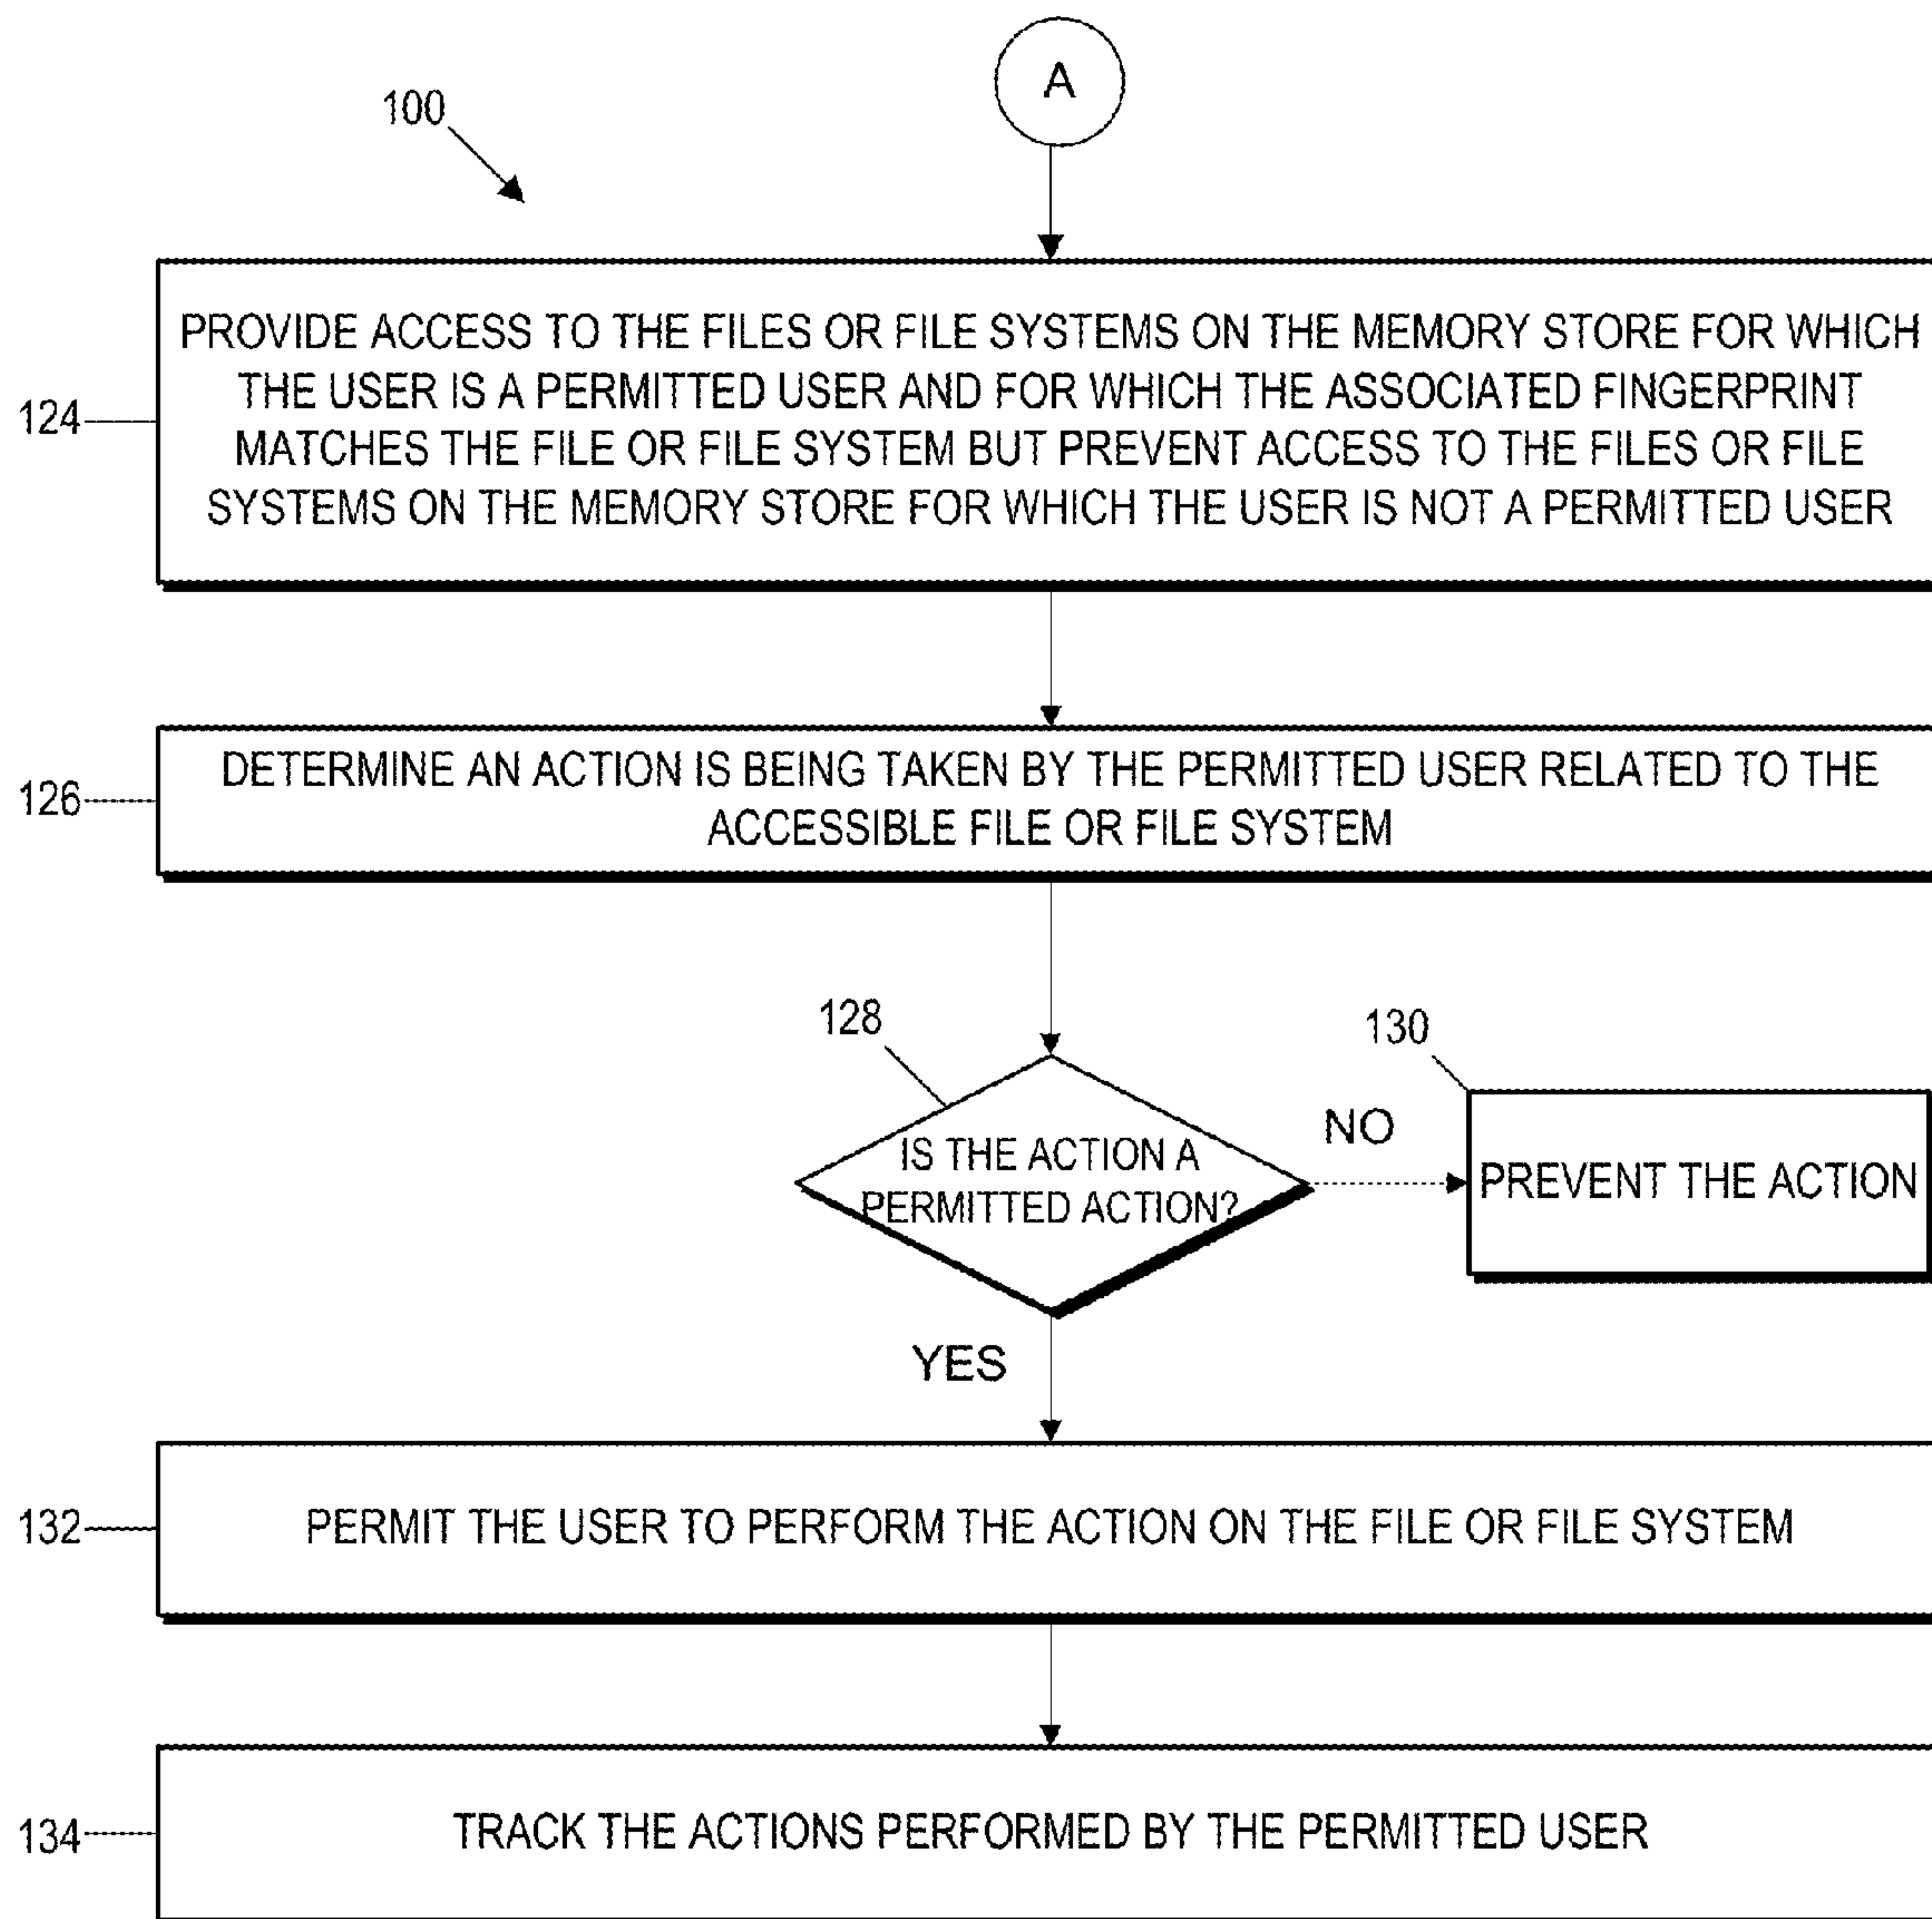 A
100
PROVIDE ACCESS TO THE FILES OR FILE SYSTEMS ON THE MEMORY STORE FOR WHICH
THE USER IS A PERMITTED USER AND FOR WHICH THE ASSOCIATED FINGERPRINT
124
MATCHES THE FILE OR FILE SYSTEM BUT PREVENT ACCESS TO THE FILES OR FILE
SYSTEMS ON THE MEMORY STORE FOR WHICH THE USER IS NOT A PERMITTED USER
126
DETERMINE AN ACTION IS BEING TAKEN BY THE PERMITTED USER RELATED TO THE
ACCESSIBLE FILE OR FILE SYSTEM
128
130
IS THE ACTION A
PERMITTED ACTION?
NO
PREVENT THE ACTION
YES
132
PERMIT THE USER TO PERFORM THE ACTION ON THE FILE OR FILE SYSTEM
134
TRACK THE ACTIONS PERFORMED BY THE PERMITTED USER